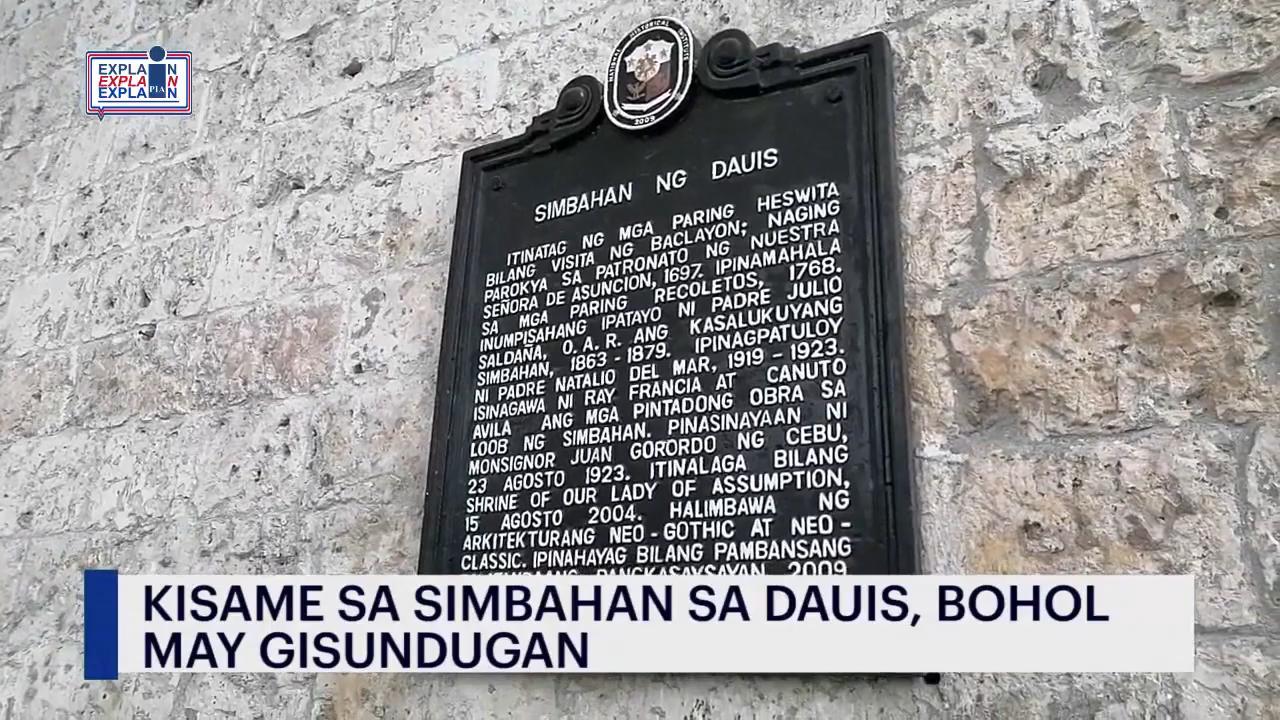 EXPLAIN
EXPLAIN
EXPLAIN
PIA
NATIONAL HISTORICAL INSTITUTE
2009
SIMBAHAN NG DAUIS
ITINATAG NG MGA PARING HESWITA
BILANG VISITA NG BACLAYON; NAGING
PAROKYA SA PATRONATO NG NUESTRA
SEÑORA DE ASUNCION, 1697. IPINAMAHALA
SA MGA PARING RECOLETOS, 1768.
INUMPISAHANG IPATAYO NI PADRE JULIO
SALDAÑA, O.A.R. ANG KASALUKUYANG
SIMBAHAN, 1863 - 1879. IPINAGPATULOY
NI PADRE NATALIO DEL MAR, 1919 - 1923.
ISINAGAWA NI RAY FRANCIA AT CANUTO
AVILA ANG MGA PINTADONG OBRA SA
LOOB NG SIMBAHAN. PINASINAYAAN NI
MONSIGNOR JUAN GORORDO NG CEBU,
23 AGOSTO 1923. ITINALAGA BILANG
SHRINE OF OUR LADY OF ASSUMPTION,
15 AGOSTO 2004. HALIMBAWA NG
ARKITEKTURANG NEO-GOTHIC AT NEO-
CLASSIC. IPINAHAYAG BILANG PAMBANSANG
PANGKASAYSAYAN, 2009
KISAME SA SIMBAHAN SA DAUIS, BOHOL
MAY GISUNDUGAN